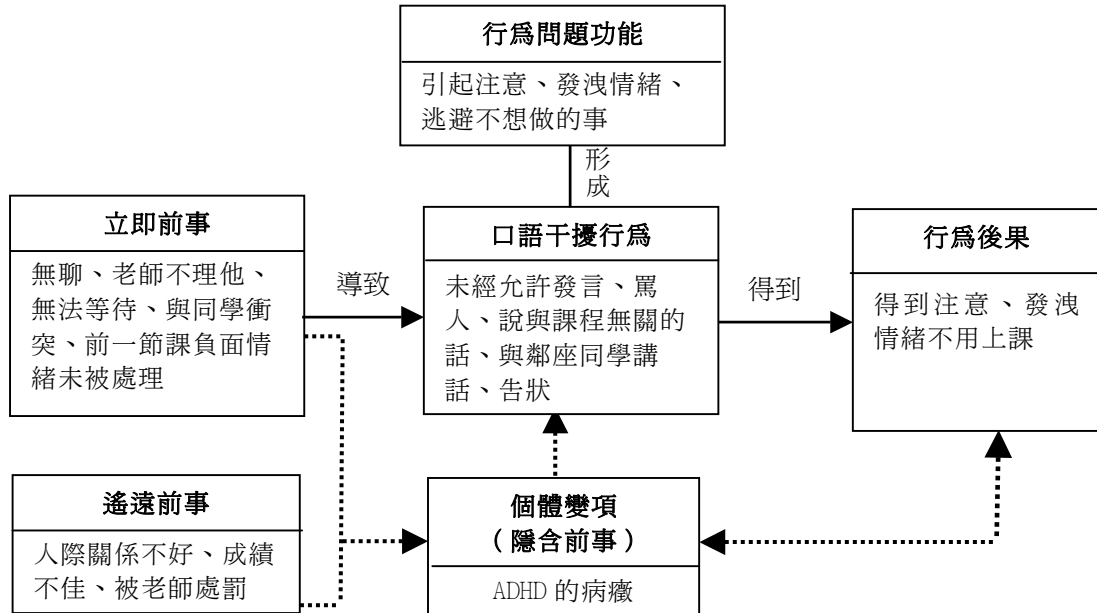 行為問題功能
引起注意、發洩情緒、
逃避不想做的事
形
成
立即前事
無聊、老師不理他、
無法等待、與同學衝
突、前一節課負面情
緒未被處理
導致
口語干擾行為
未經允許發言、罵
人、說與課程無關的
話、與鄰座同學講
話、告狀
得到
行為後果
得到注意、發洩
情緒不用上課
遙遠前事
人際關係不好、成績
不佳、被老師處罰
個體變項
(隱含前事)
ADHD 的病癥